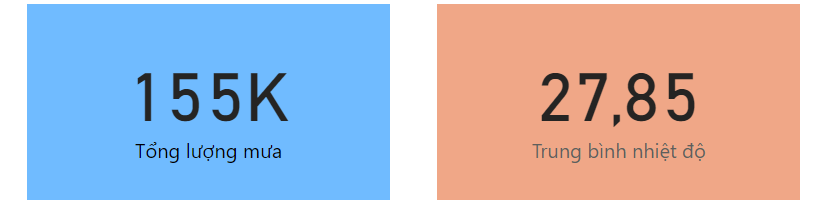 155K
Tổng lượng mưa
27,85
Trung bình nhiệt độ